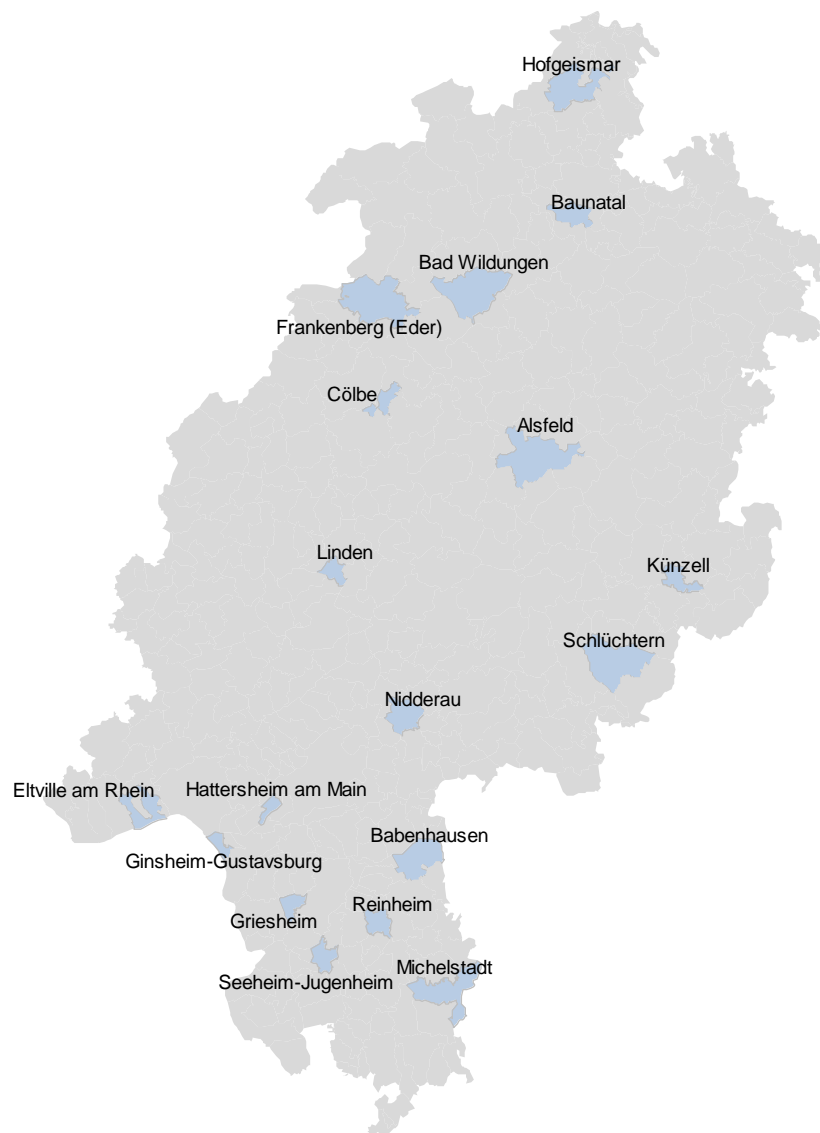 Hofgeismar
Baunatal
Bad Wildungen
Frankenberg (Eder)
Cölbe
Alsfeld
Linden
Künzell
Schlüchtern
Nidderau
Eltville am Rhein
Hattersheim am Main
Babenhausen
Ginsheim-Gustavsburg
Reinheim
Griesheim
Michelstadt
Seeheim-Jugenheim